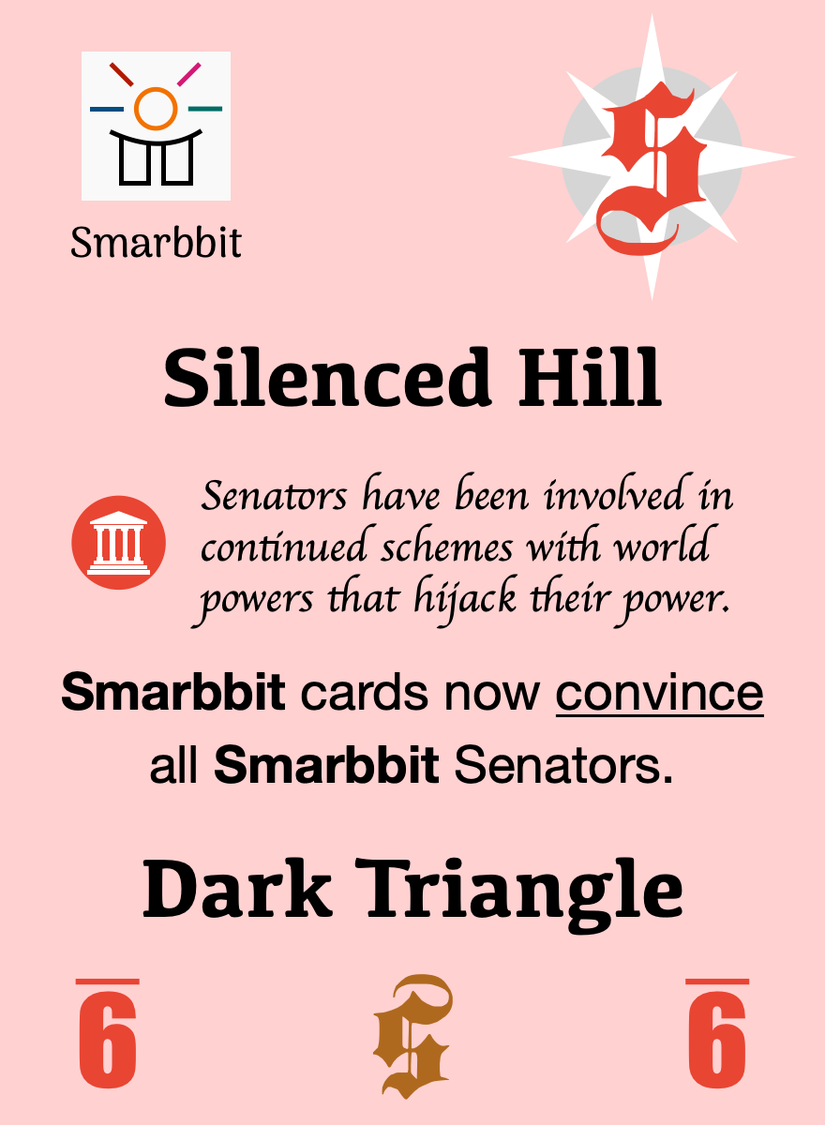 S
Smarbbit
Silenced Hill
Senators have been involved in
continued schemes with world
powers that hijack their power.
Smarbbit cards now convince
all Smarbbit Senators.
Dark Triangle
6 S 6